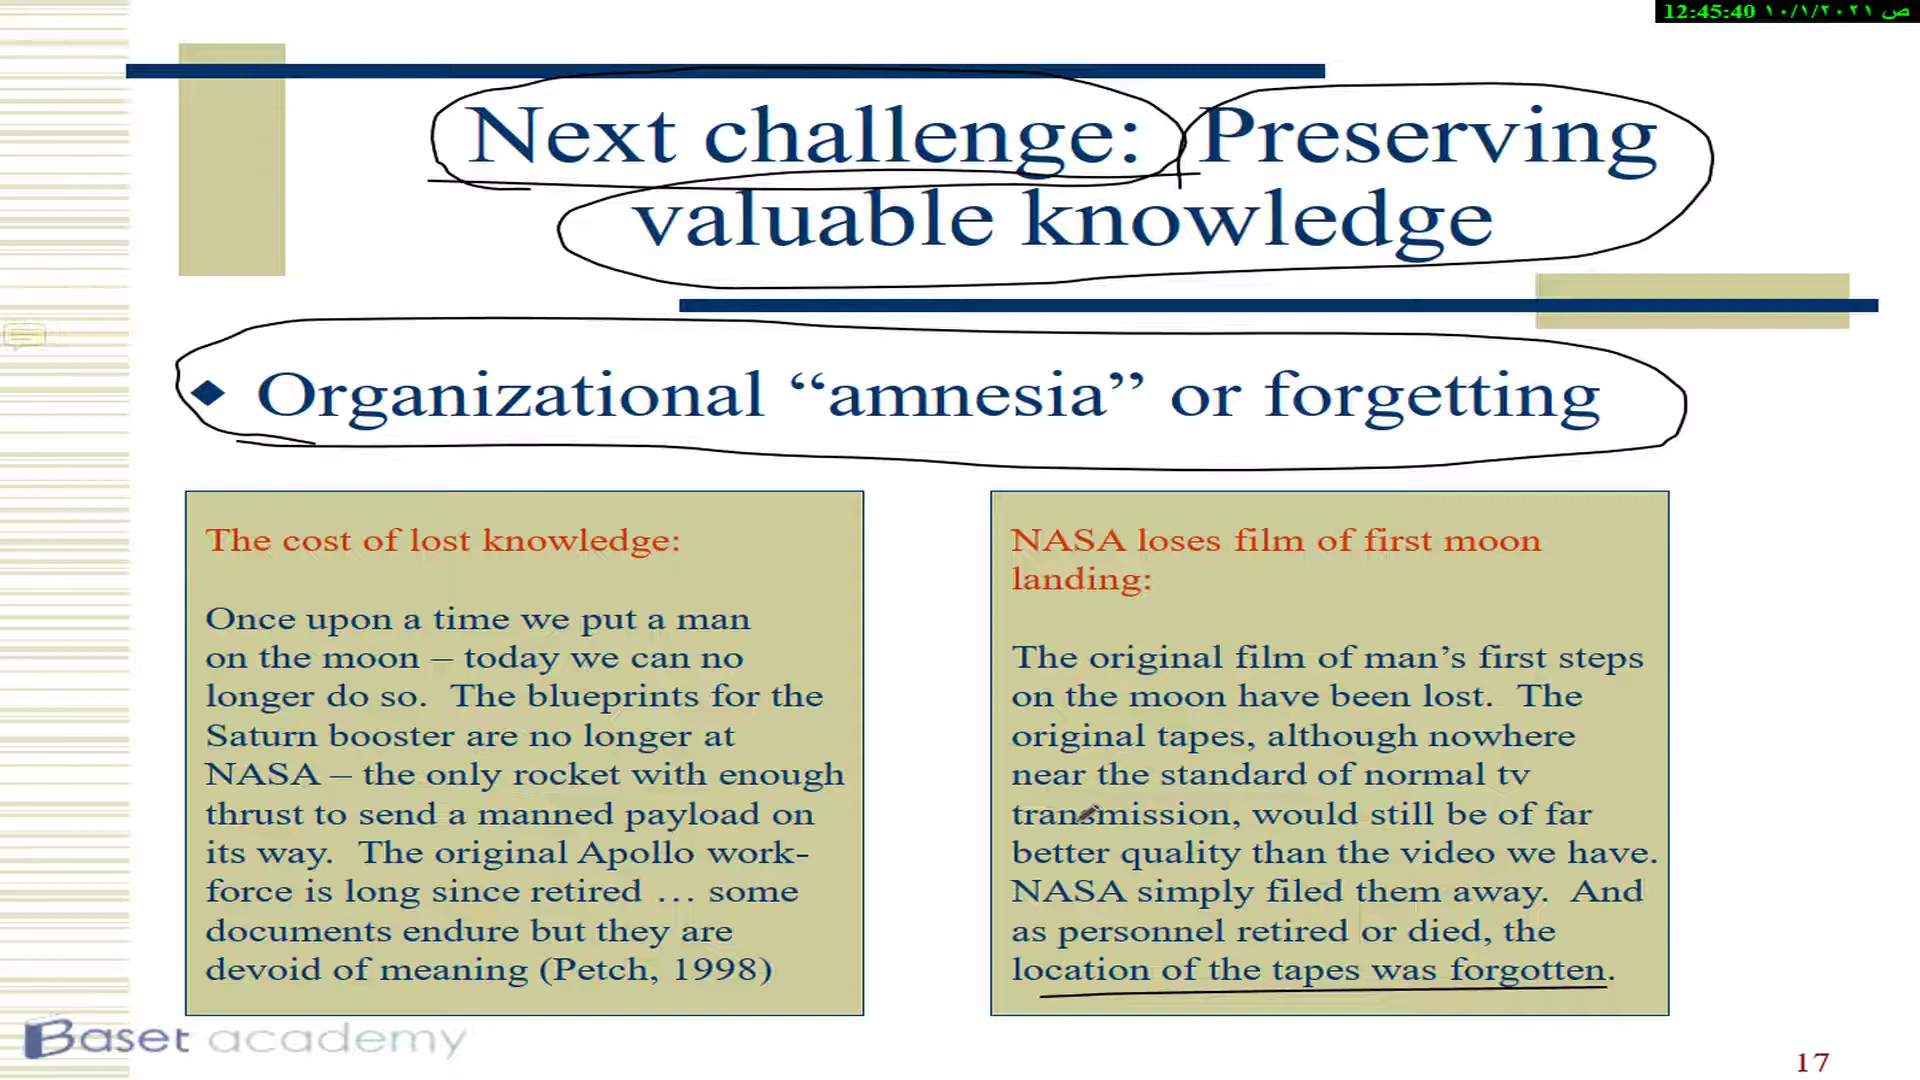 12:45:40 ١٠/١/٢٠٢١ ص
Next challenge: Preserving
valuable knowledge
Organizational “amnesia” or forgetting
The cost of lost knowledge:
Once upon a time we put a man
on the moon – today we can no
longer do so. The blueprints for the
Saturn booster are no longer at
NASA – the only rocket with enough
thrust to send a manned payload on
its way. The original Apollo work-
force is long since retired … some
documents endure but they are
devoid of meaning (Petch, 1998)
NASA loses film of first moon
landing:
The original film of man’s first steps
on the moon have been lost. The
original tapes, although nowhere
near the standard of normal tv
transmission, would still be of far
better quality than the video we have.
NASA simply filed them away. And
as personnel retired or died, the
location of the tapes was forgotten.
Baset academy
17